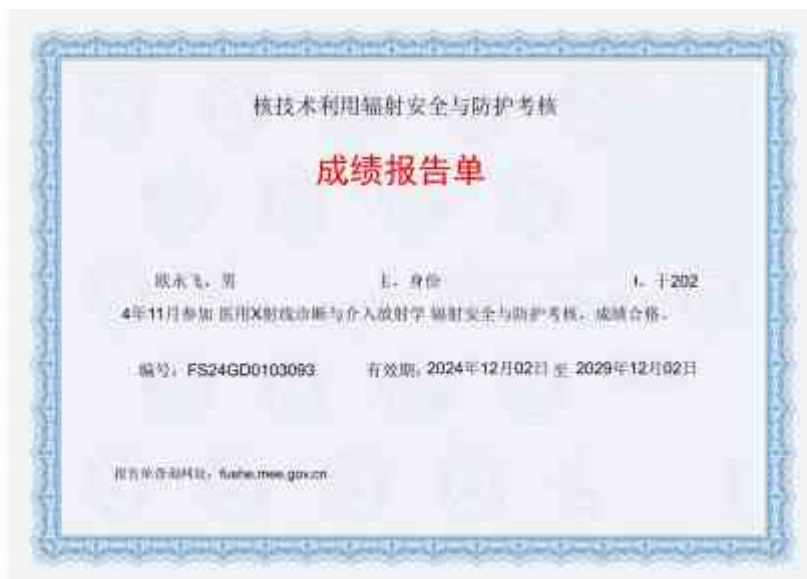 核技术利用辐射安全与防护考核
成绩报告单
欧永飞,男 身份 于202
4年11月参加 医用X射线诊断与介入放射学 辐射安全与防护考核,成绩合格。
编号:FS24GD0103093 有效期:2024年12月02日 至 2029年12月02日
报告单查询网址:fushe.mee.gov.cn